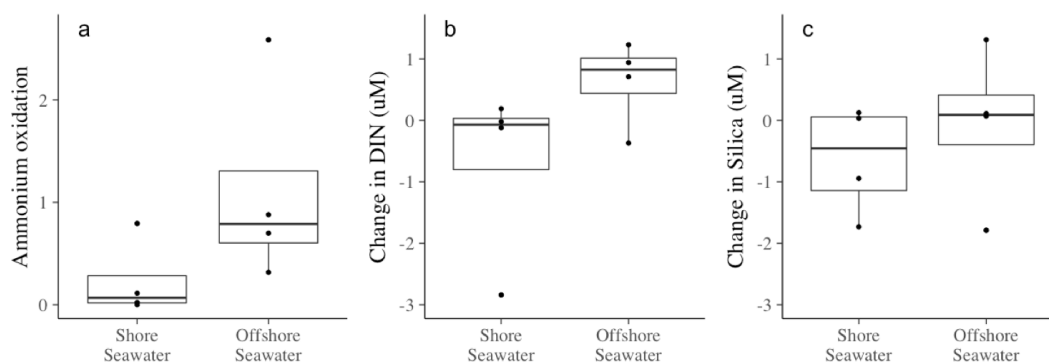 a
Ammonium oxidation
2
1
0
Shore
Seawater
Offshore
Seawater
b
Change in DIN (uM)
1
0
-1
-2
-3
Shore
Seawater
Offshore
Seawater
c
Change in Silica (uM)
1
0
-1
-2
-3
Shore
Seawater
Offshore
Seawater